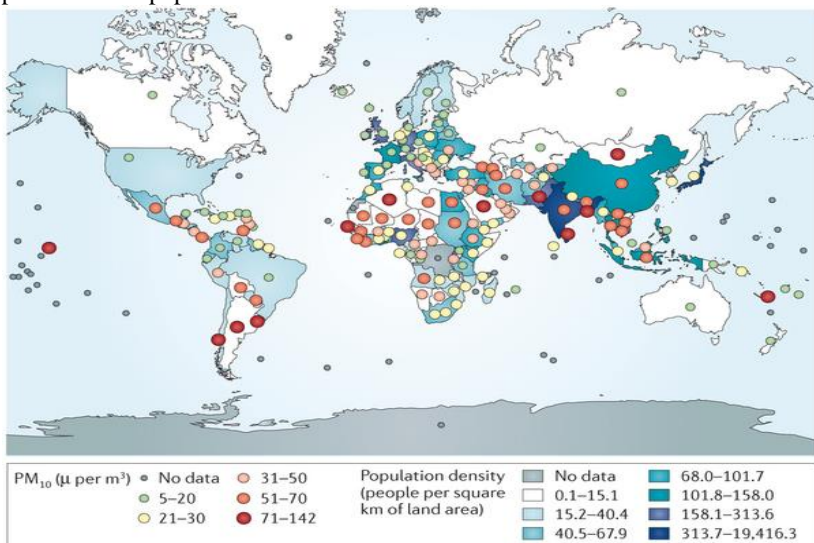 PM10 (μ per m³)
No data
5–20
21–30
31–50
51–70
71–142
Population density
(people per square
km of land area)
No data
0.1–15.1
15.2–40.4
40.5–67.9
68.0–101.7
101.8–158.0
158.1–313.6
313.7–19,416.3